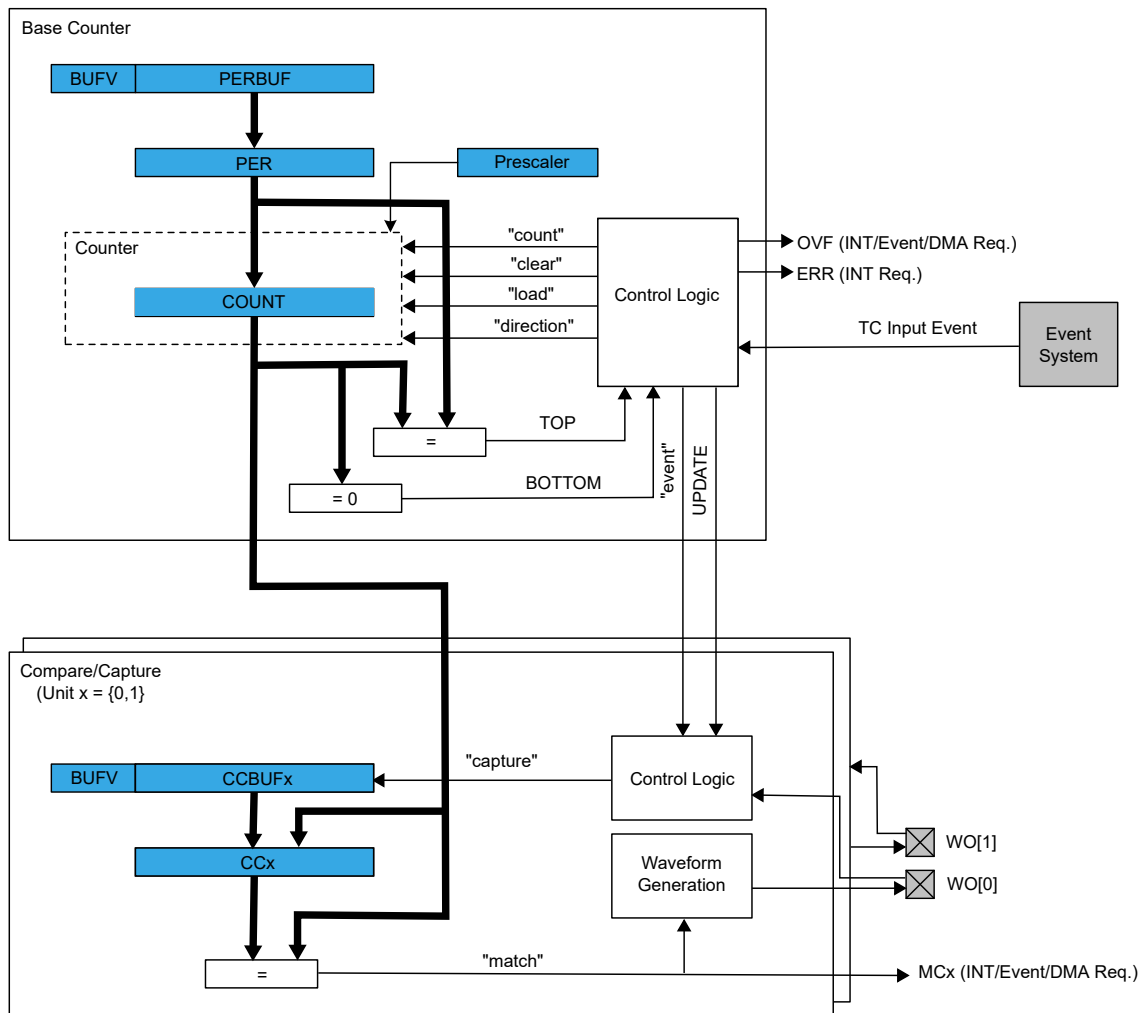 Base Counter
BUFV
PERBUF
PER
Prescaler
Counter
COUNT
"count"
"clear"
"load"
"direction"
Control Logic
OVF (INT/Event/DMA Req.)
ERR (INT Req.)
TC Input Event
Event
System
=
TOP
= 0
BOTTOM
"event"
UPDATE
Compare/Capture
(Unit x = {0,1}
BUFV
CCBUFx
"capture"
Control Logic
CCx
Waveform
Generation
WO[1]
WO[0]
=
"match"
MCx (INT/Event/DMA Req.)